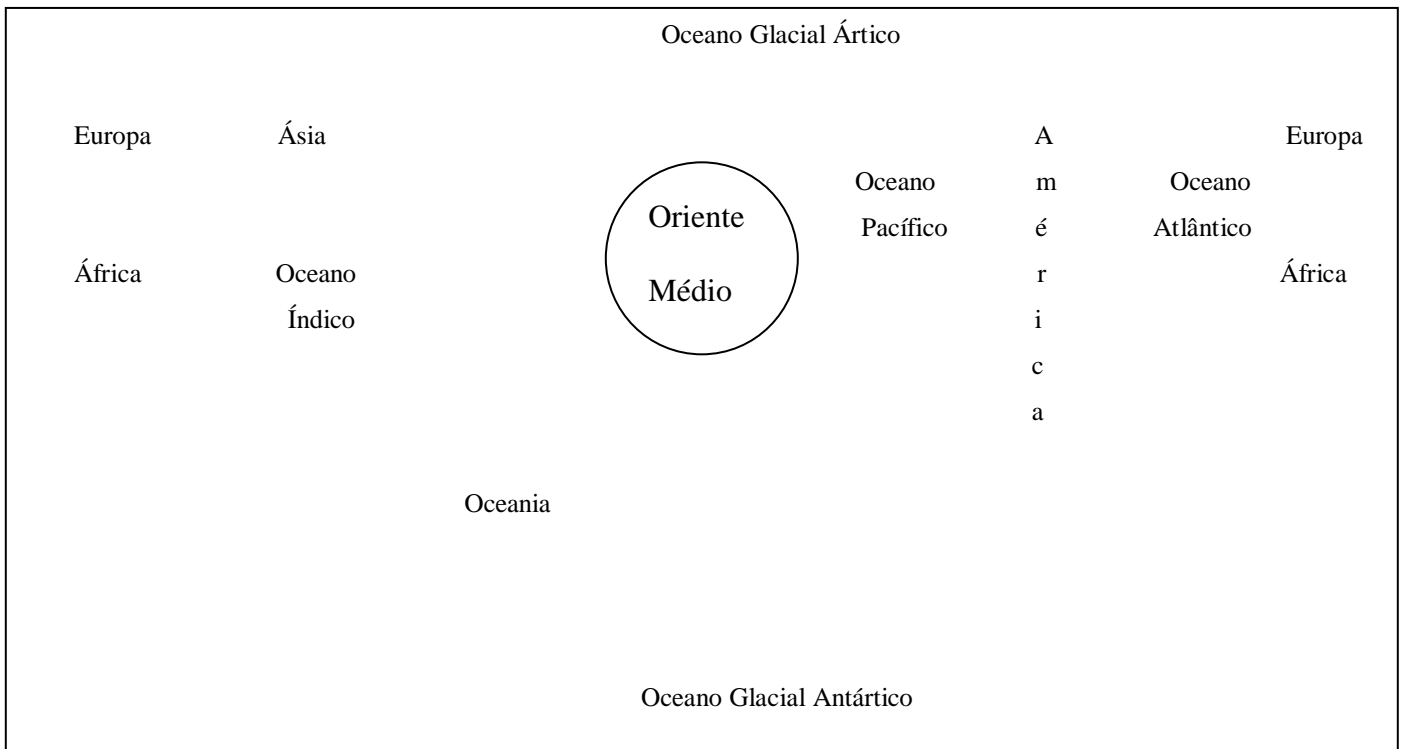 Oceano Glacial Ártico
Europa Ásia A Europa
Oceano m Oceano
Oriente
Pacífico é Atlântico
África Oceano r África
Médio
Índico i
c
a
Oceania
Oceano Glacial Antártico